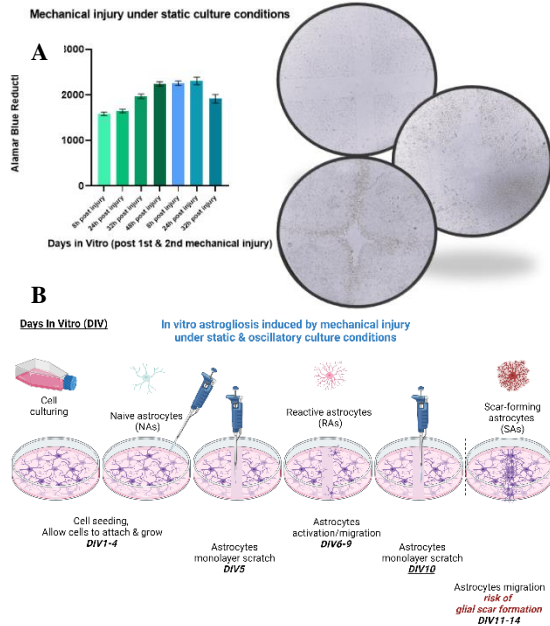 Mechanical injury under static culture conditions
A
Alamar Blue Reducti
3000
2000
1000
0
8h post injury
24h post injury
32h post injury
48h post injury
8h post injury
24h post injury
32h post injury
Days in Vitro (post 1st & 2nd mechanical injury)
B
Days In Vitro (DIV)
In vitro astrogliosis induced by mechanical injury
under static & oscillatory culture conditions
Cell
culturing
Naive astrocytes
(NAs)
Reactive astrocytes
(RAs)
Scar-forming
astrocytes
(SAs)
Cell seeding,
Allow cells to attach & grow
DIV1-4
Astrocytes
monolayer scratch
DIV5
Astrocytes
activation/migration
DIV6-9
Astrocytes
monolayer scratch
DIV10
Astrocytes migration
risk of
glial scar formation
DIV11-14